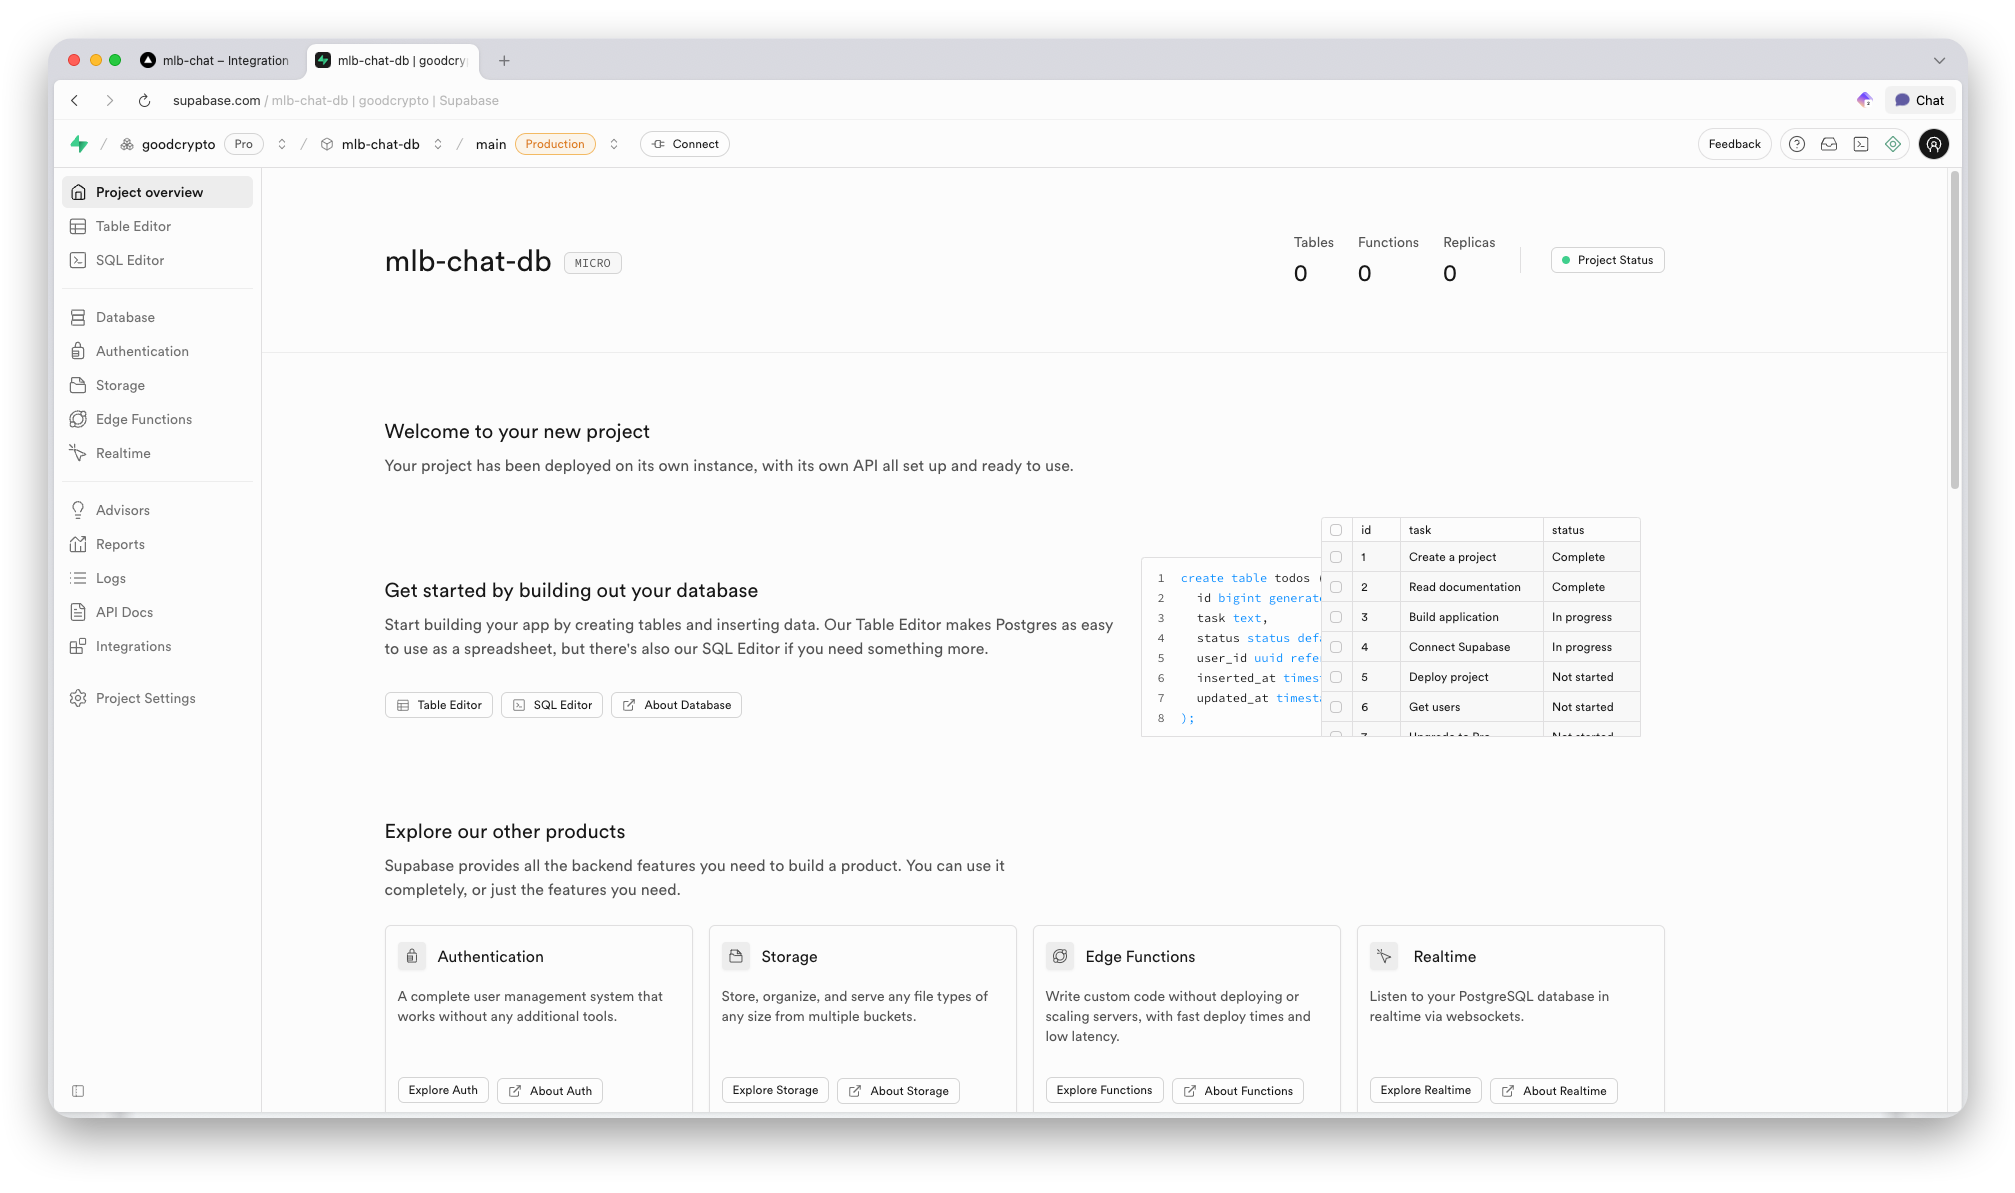 mlb-chat – Integration
mlb-chat-db | goodcry
supabase.com / mlb-chat-db | goodcrypto | Supabase
Chat
goodcrypto Pro / mlb-chat-db / main Production Connect
Feedback
Project overview
Table Editor
SQL Editor
Database
Authentication
Storage
Edge Functions
Realtime
Advisors
Reports
Logs
API Docs
Integrations
Project Settings
mlb-chat-db MICRO
Tables Functions Replicas
0 0 0
Project Status
Welcome to your new project
Your project has been deployed on its own instance, with its own API all set up and ready to use.
Get started by building out your database
Start building your app by creating tables and inserting data. Our Table Editor makes Postgres as easy
to use as a spreadsheet, but there's also our SQL Editor if you need something more.
Table Editor SQL Editor About Database
1 create table todos (
2 id bigint generate
3 task text,
4 status status defa
5 user_id uuid refer
6 inserted_at timest
7 updated_at timesta
8 );
id task status
1 Create a project Complete
2 Read documentation Complete
3 Build application In progress
4 Connect Supabase In progress
5 Deploy project Not started
6 Get users Not started
7 Upgrade to Pro Not started
Explore our other products
Supabase provides all the backend features you need to build a product. You can use it
completely, or just the features you need.
Authentication
A complete user management system that
works without any additional tools.
Explore Auth About Auth
Storage
Store, organize, and serve any file types of
any size from multiple buckets.
Explore Storage About Storage
Edge Functions
Write custom code without deploying or
scaling servers, with fast deploy times and
low latency.
Explore Functions About Functions
Realtime
Listen to your PostgreSQL database in
realtime via websockets.
Explore Realtime About Realtime